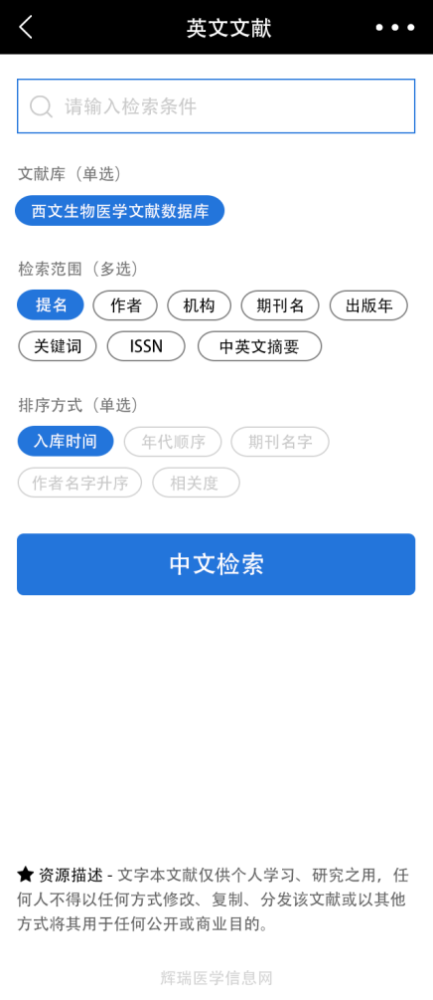 英文文献
请输入检索条件
文献库（单选）
西文生物医学文献数据库
检索范围（多选）
提名 作者 机构 期刊名 出版年
关键词 ISSN 中英文摘要
排序方式（单选）
入库时间 年代顺序 期刊名字
作者名字升序 相关度
中文检索
★ 资源描述 - 文字本文献仅供个人学习、研究之用，任
何人不得以任何方式修改、复制、分发该文献或以其他
方式将其用于任何公开或商业目的。
辉瑞医学信息网